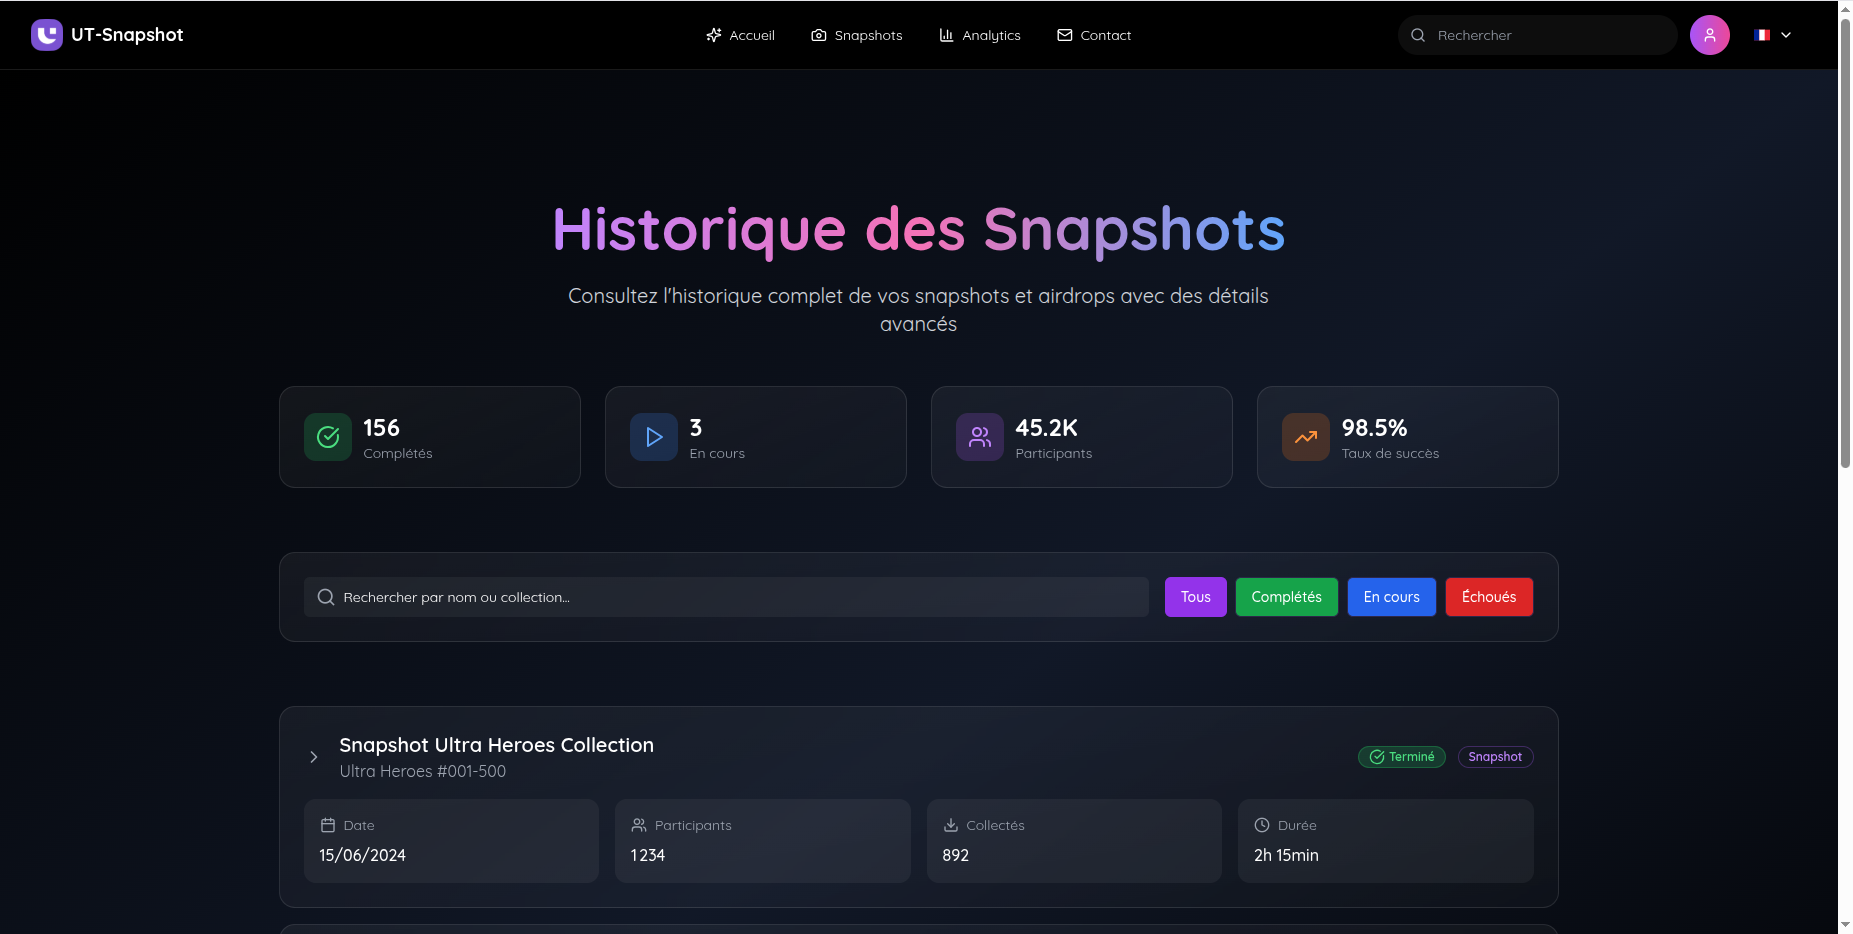 UT-Snapshot
Accueil
Snapshots
Analytics
Contact
Rechercher
Historique des Snapshots
Consultez l'historique complet de vos snapshots et airdrops avec des détails
avancés
156
Complétés
3
En cours
45.2K
Participants
98.5%
Taux de succès
Rechercher par nom ou collection...
Tous
Complétés
En cours
Échoués
Snapshot Ultra Heroes Collection
Ultra Heroes #001-500
Terminé
Snapshot
Date
15/06/2024
Participants
1 234
Collectés
892
Durée
2h 15min